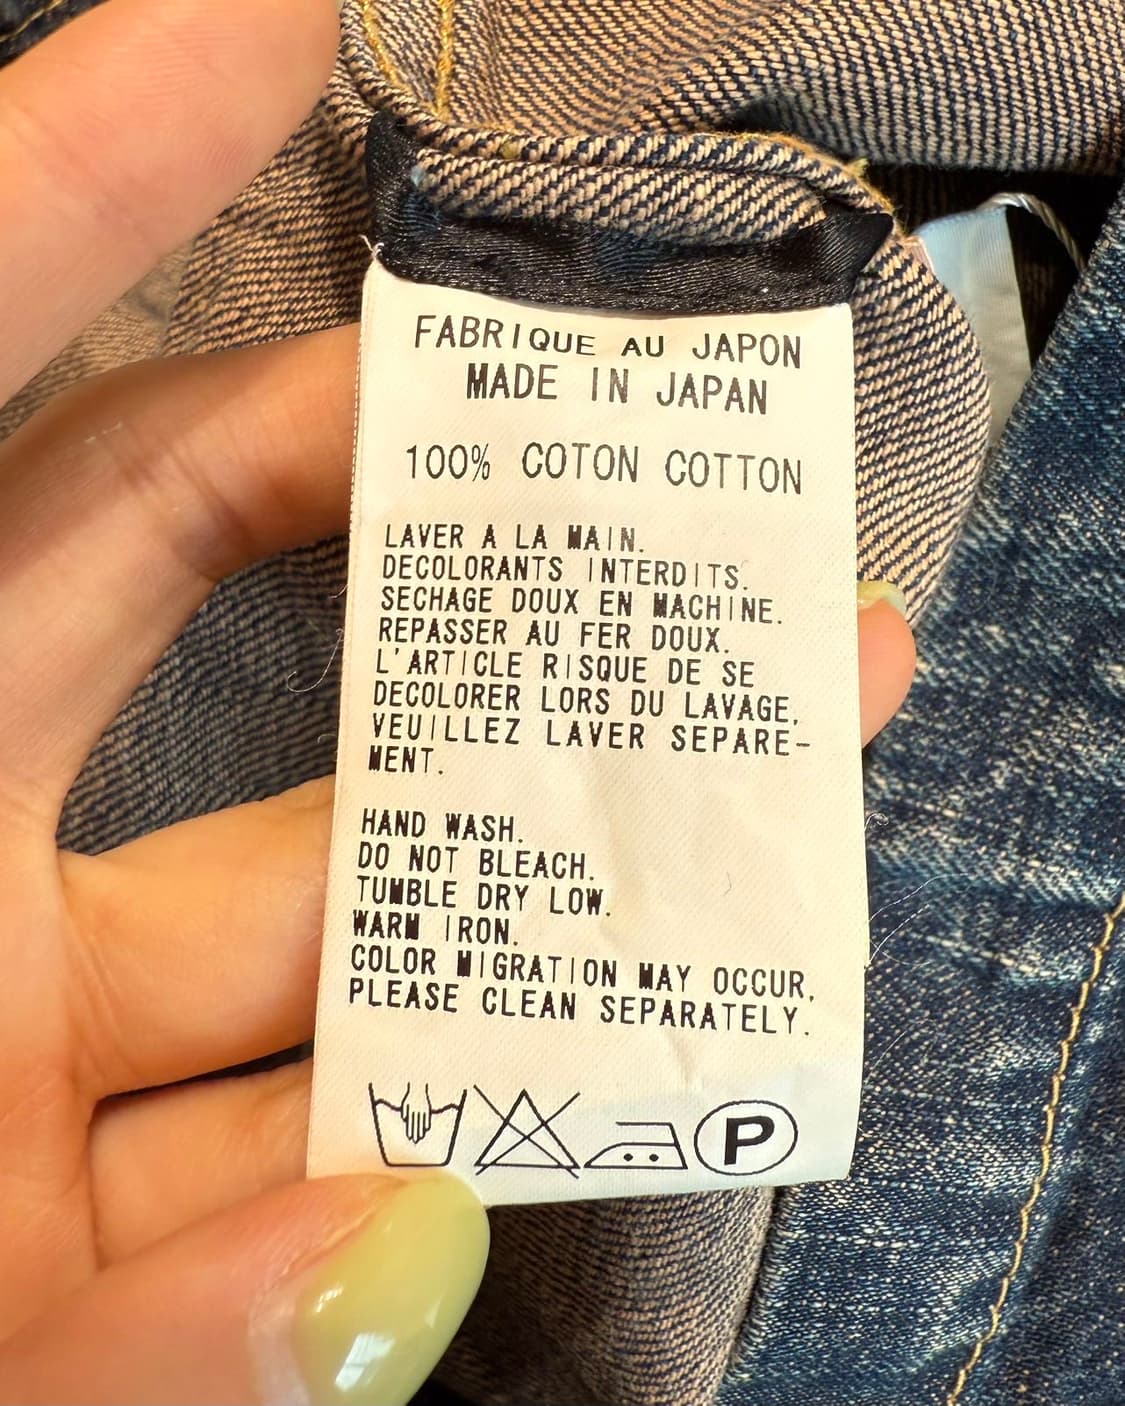 FABRIQUE AU JAPON
MADE IN JAPAN
100% COTON COTTON
LAVER A LA MAIN.
DECOLORANTS INTERDITS.
SECHAGE DOUX EN MACHINE.
REPASSER AU FER DOUX.
L'ARTICLE RISQUE DE SE
DECOLORER LORS DU LAVAGE,
VEUILLEZ LAVER SEPARE-
MENT.
HAND WASH.
DO NOT BLEACH.
TUMBLE DRY LOW.
WARM IRON.
COLOR MIGRATION MAY OCCUR,
PLEASE CLEAN SEPARATELY.
P